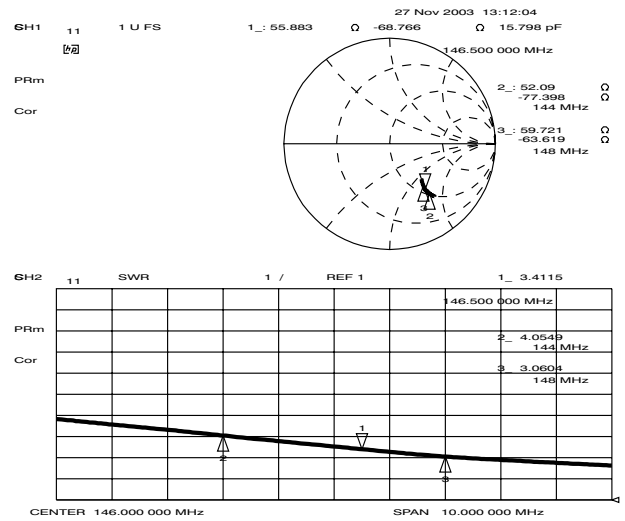 27 Nov 2003 13:12:04
CH1 S11 1 U FS 1_: 55.883 Ω -68.766 Ω 15.798 pF
hp
146.500 000 MHz
PRm
2_: 52.09 Ω
-77.398 Ω
144 MHz
Cor
3_: 59.721 Ω
-63.619 Ω
148 MHz
1
3
2
CH2 S11 SWR 1 / REF 1 1_ 3.4115
146.500 000 MHz
PRm
2_ 4.0549
144 MHz
Cor
3_ 3.0604
148 MHz
1
2
3
CENTER 146.000 000 MHz SPAN 10.000 000 MHz